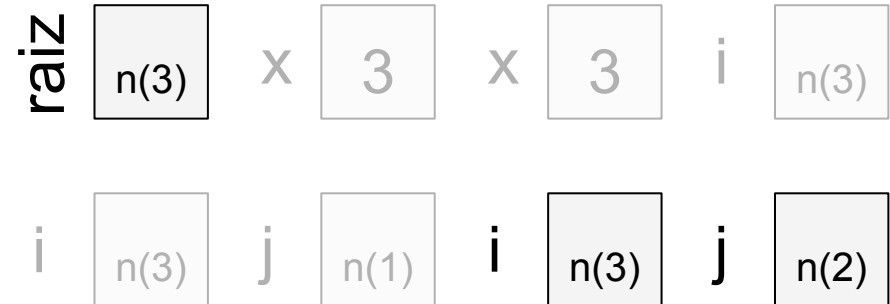 raiz n(3) x 3 x 3 i n(3)
i n(3) j n(1) i n(3) j n(2)